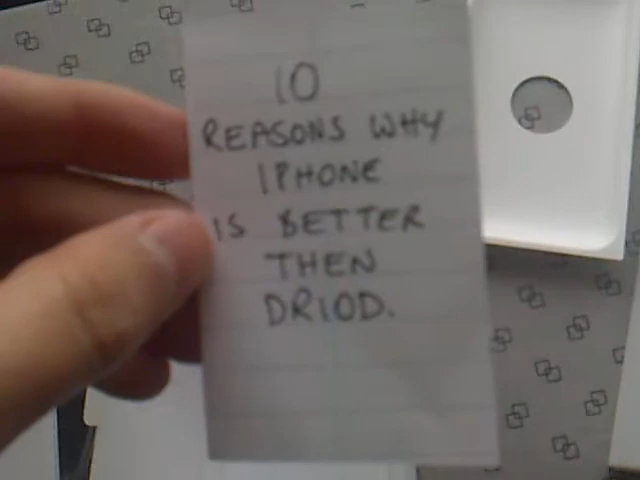 10
REASONS WHY
IPHONE
IS BETTER
THEN
DRIOD.